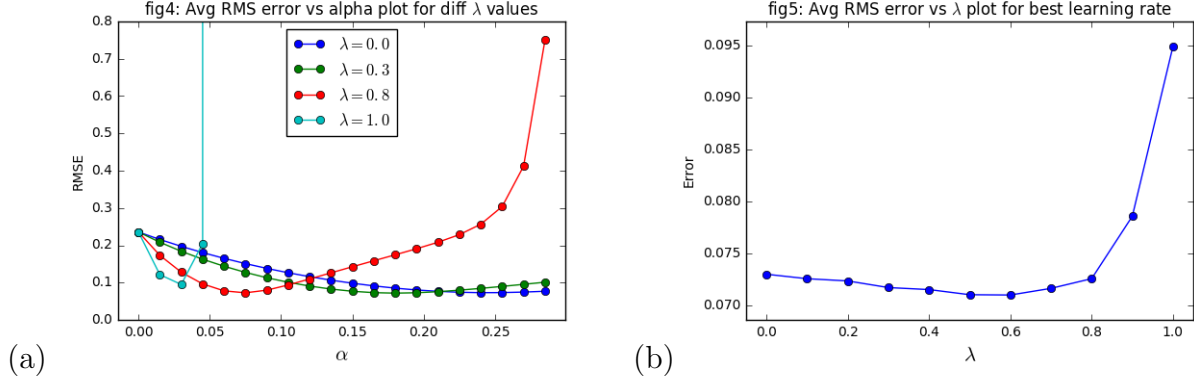 fig4: Avg RMS error vs alpha plot for diff λ values
0.8
0.7
0.6
0.5
0.4
0.3
0.2
0.1
0.0
RMSE
λ = 0.0
λ = 0.3
λ = 0.8
λ = 1.0
0.00 0.05 0.10 0.15 0.20 0.25
α
(a)
fig5: Avg RMS error vs λ plot for best learning rate
0.095
0.090
0.085
0.080
0.075
0.070
Error
0.0 0.2 0.4 0.6 0.8 1.0
λ
(b)